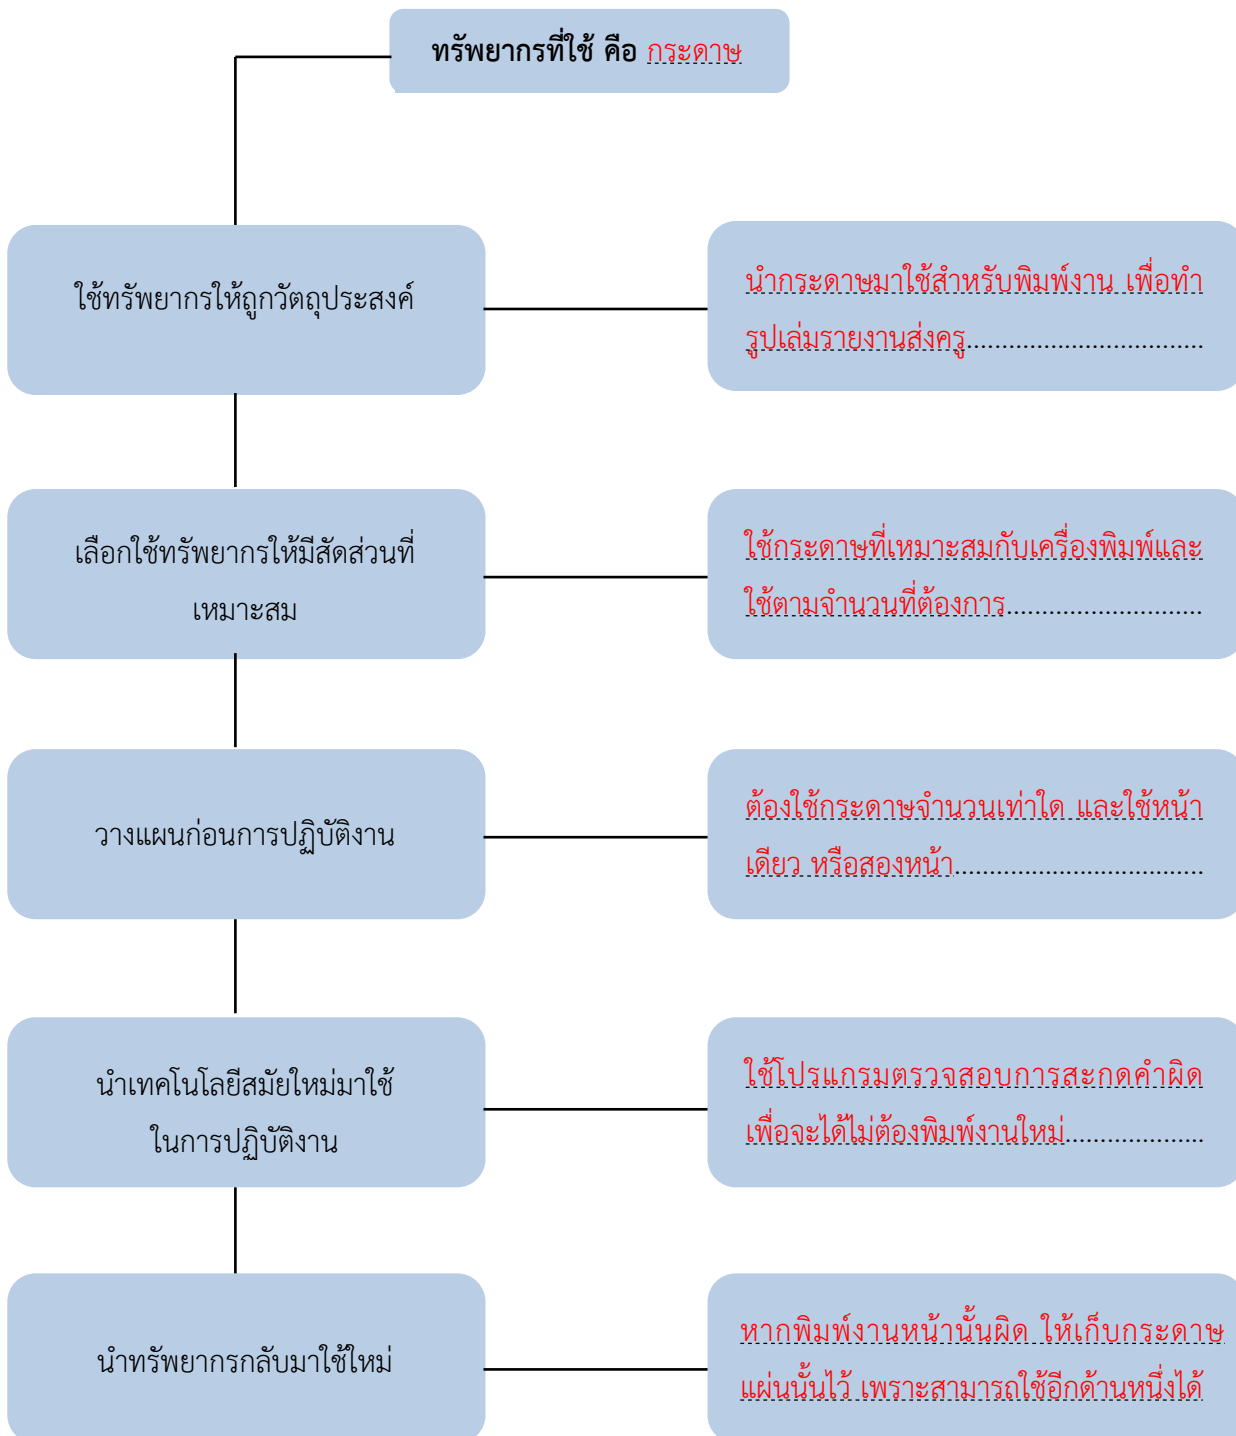 ทรัพยากรที่ใช้ คือ กระดาษ
ใช้ทรัพยากรให้ถูกวัตถุประสงค์
นำกระดาษมาใช้สำหรับพิมพ์งาน เพื่อทำ
รูปเล่มรายงานส่งครู..................................
เลือกใช้ทรัพยากรให้มีสัดส่วนที่
เหมาะสม
ใช้กระดาษที่เหมาะสมกับเครื่องพิมพ์และ
ใช้ตามจำนวนที่ต้องการ............................
วางแผนก่อนการปฏิบัติงาน
ต้องใช้กระดาษจำนวนเท่าใด และใช้หน้า
เดียว หรือสองหน้า....................................
นำเทคโนโลยีสมัยใหม่มาใช้
ในการปฏิบัติงาน
ใช้โปรแกรมตรวจสอบการสะกดคำผิด
เพื่อจะได้ไม่ต้องพิมพ์งานใหม่....................
นำทรัพยากรกลับมาใช้ใหม่
หากพิมพ์งานหน้านั้นผิด ให้เก็บกระดาษ
แผ่นนั้นไว้ เพราะสามารถใช้อีกด้านหนึ่งได้